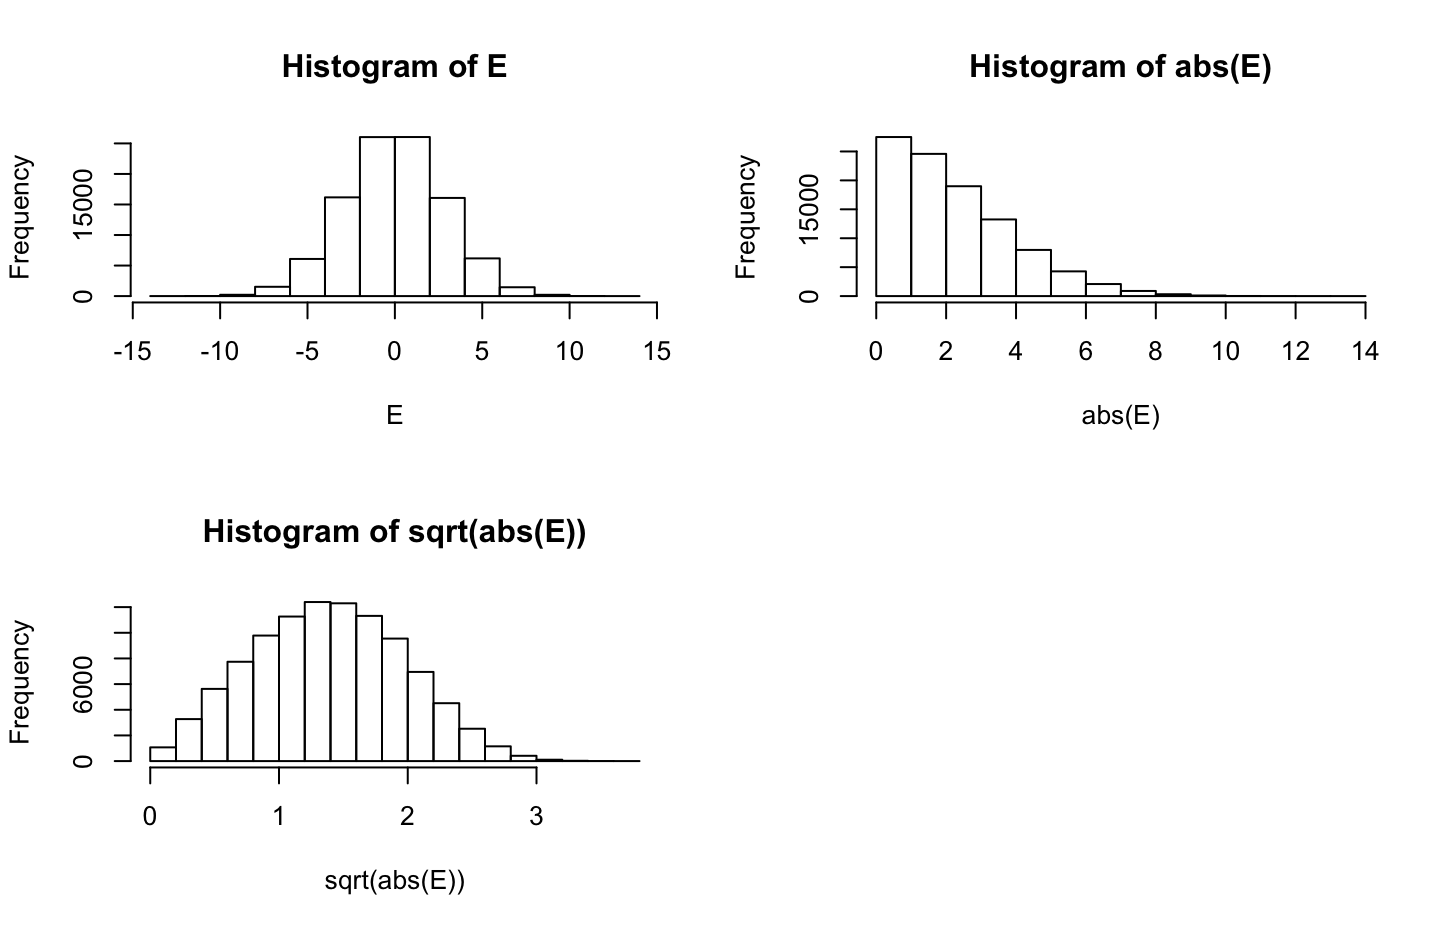 Histogram of E
Frequency
0
15000
-15 -10 -5 0 5 10 15
E
Histogram of abs(E)
Frequency
0
15000
0 2 4 6 8 10 12 14
abs(E)
Histogram of sqrt(abs(E))
Frequency
0
6000
0 1 2 3
sqrt(abs(E))